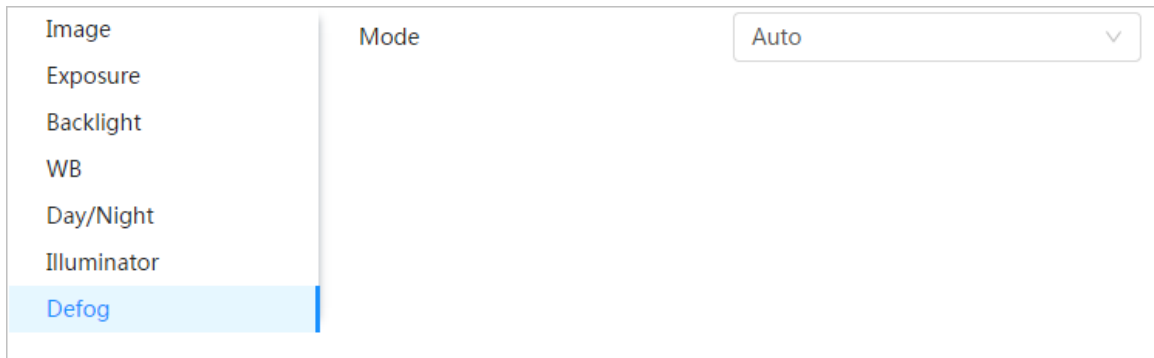 Image
Mode
Auto
Exposure
Backlight
WB
Day/Night
Illuminator
Defog